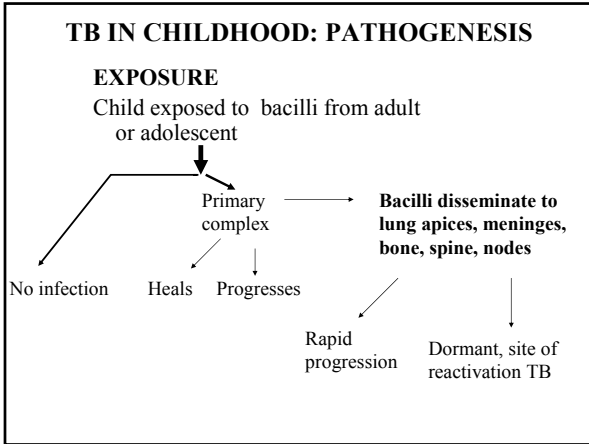 TB IN CHILDHOOD: PATHOGENESIS
EXPOSURE
Child exposed to bacilli from adult
or adolescent
Primary
complex
Bacilli disseminate to
lung apices, meninges,
bone, spine, nodes
No infection
Heals
Progresses
Rapid
progression
Dormant, site of
reactivation TB